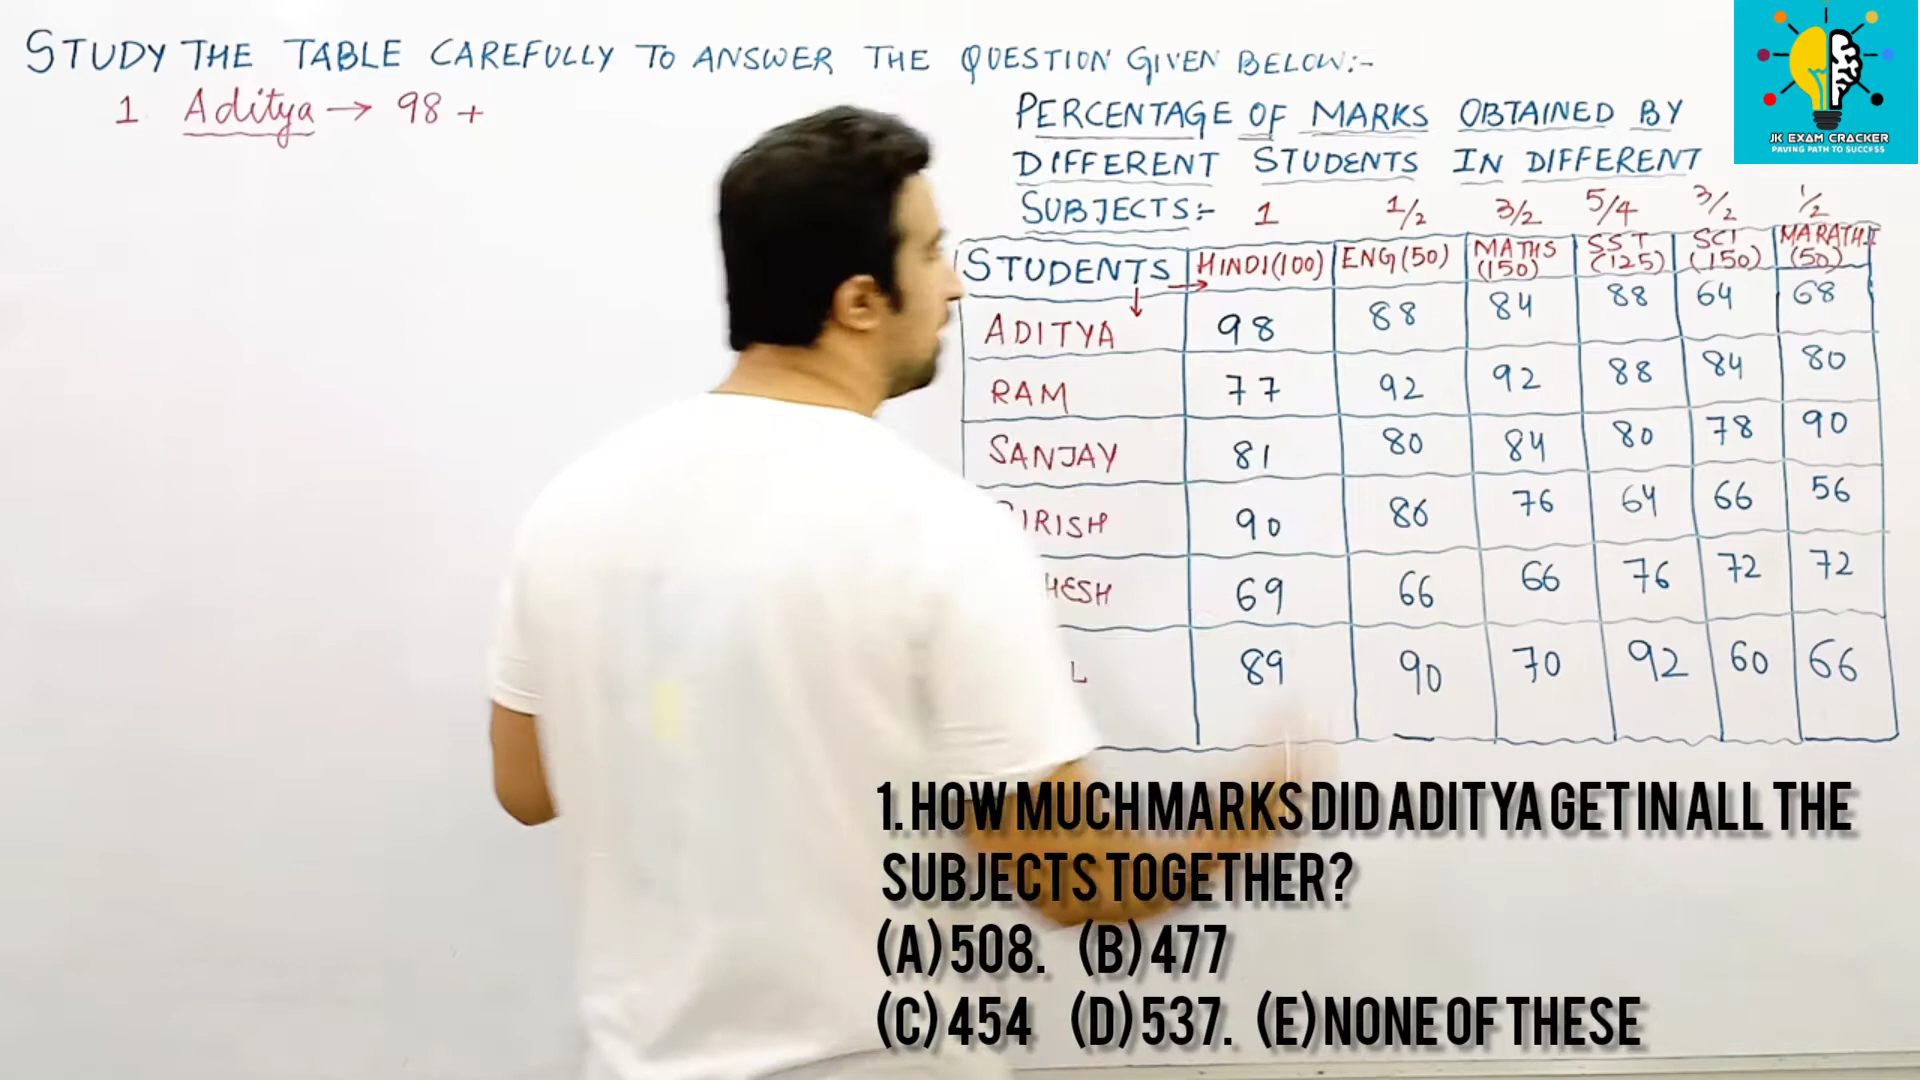 STUDY THE TABLE CAREFULLY TO ANSWER THE QUESTION GIVEN BELOW:-
1 Aditya → 98 +
PERCENTAGE OF MARKS OBTAINED BY
DIFFERENT STUDENTS IN DIFFERENT
SUBJECTS:- 1 1/2 3/2 5/4 3/2 1/2
STUDENTS HINDI(100) ENG(50) MATHS (150) SST (125) SCI (150) MARATHI (50)
ADITYA 98 88 84 88 64 68
RAM 77 92 92 88 84 80
SANJAY 81 80 84 80 78 90
IRISH 90 86 76 64 66 56
HESH 69 66 66 76 72 72
L 89 90 70 92 60 66
JK EXAM CRACKER
PAVING PATH TO SUCCESS
1. HOW MUCH MARKS DID ADITYA GET IN ALL THE
SUBJECTS TOGETHER?
(A) 508. (B) 477
(C) 454 (D) 537. (E) NONE OF THESE